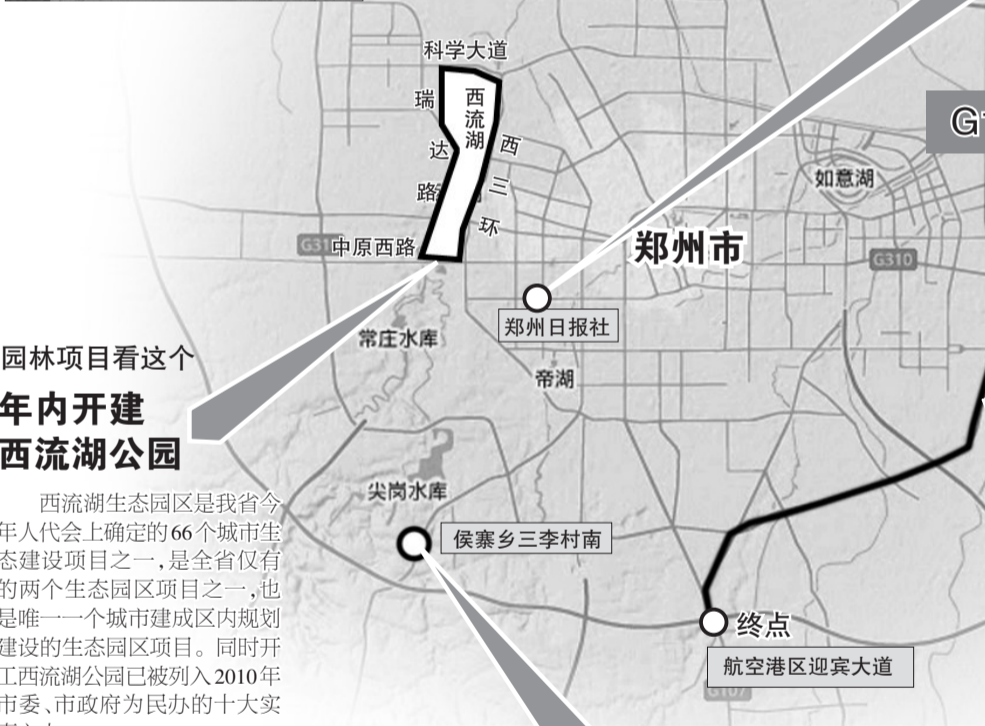 科学大道
西流湖
瑞达路
西三环
中原西路
G31
郑州市
如意湖
G310
G1
郑州日报社
常庄水库
帝湖
尖岗水库
侯寨乡三李村南
终点
航空港区迎宾大道
G107
园林项目看这个
年内开建
西流湖公园
西流湖生态园区是我省今
年人代会上确定的66个城市生
态建设项目之一,是全省仅有
的两个生态园区项目之一,也
是唯一一个城市建成区内规划
建设的生态园区项目。同时开
工西流湖公园已被列入2010年
市委、市政府为民办的十大实